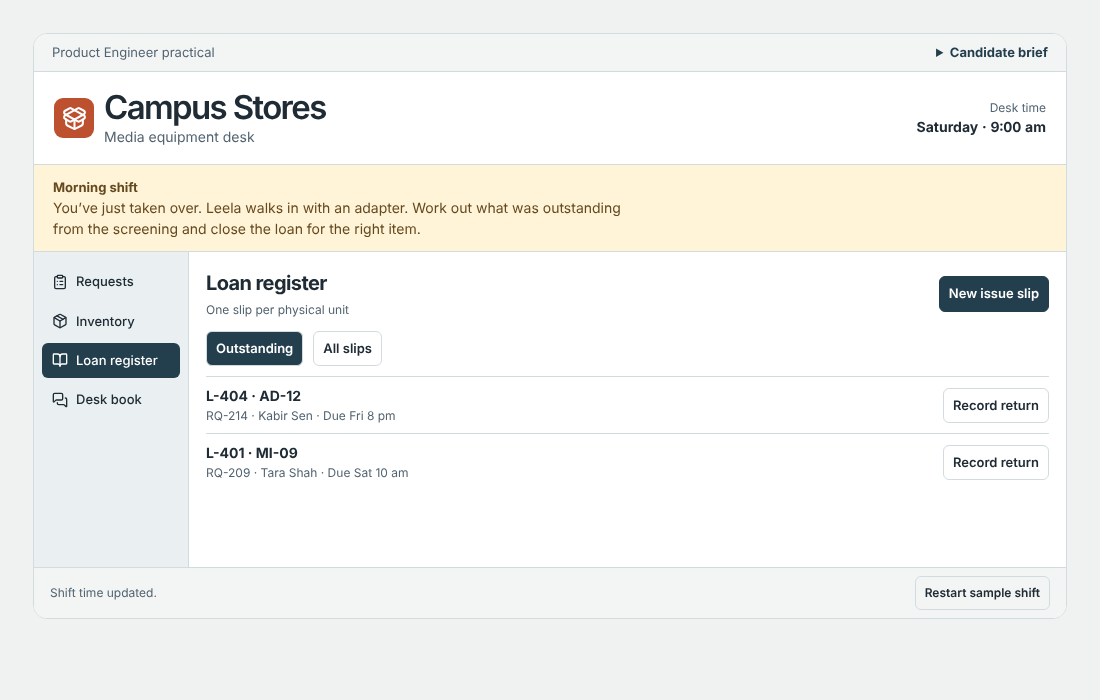 Product Engineer practical
Candidate brief
Campus Stores
Media equipment desk
Desk time
Saturday · 9:00 am
Morning shift
You’ve just taken over. Leela walks in with an adapter. Work out what was outstanding
from the screening and close the loan for the right item.
Requests
Inventory
Loan register
Desk book
Loan register
One slip per physical unit
New issue slip
Outstanding
All slips
L-404 · AD-12
RQ-214 · Kabir Sen · Due Fri 8 pm
Record return
L-401 · MI-09
RQ-209 · Tara Shah · Due Sat 10 am
Record return
Shift time updated.
Restart sample shift